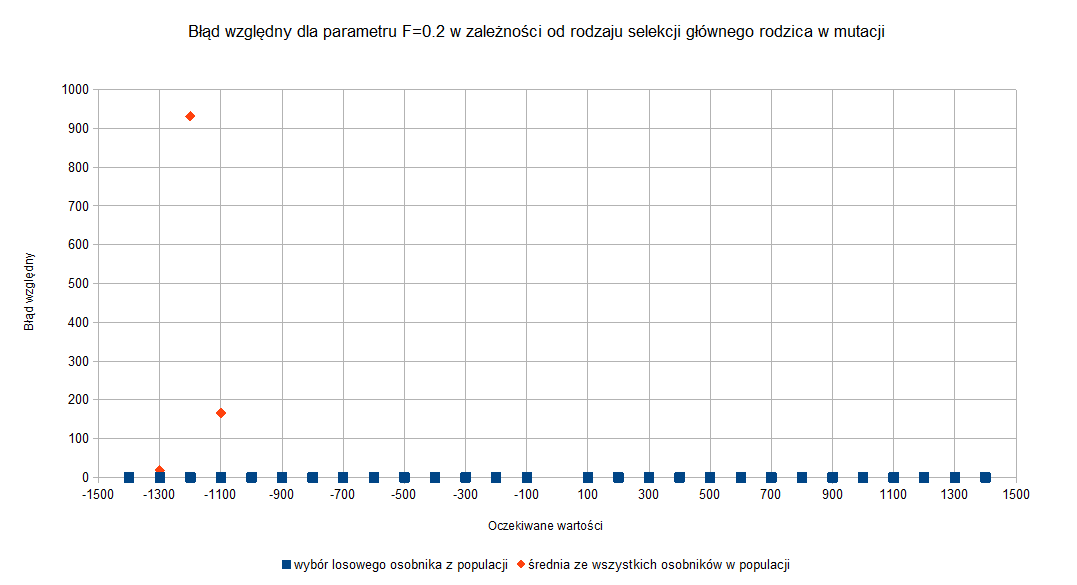 Błąd względny dla parametru F=0.2 w zależności od rodzaju selekcji głównego rodzica w mutacji
1000
900
800
700
600
500
400
300
200
100
0
Błąd względny
-1500 -1300 -1100 -900 -700 -500 -300 -100 100 300 500 700 900 1100 1300 1500
Oczekiwane wartości
wybór losowego osobnika z populacji średnia ze wszystkich osobników w populacji